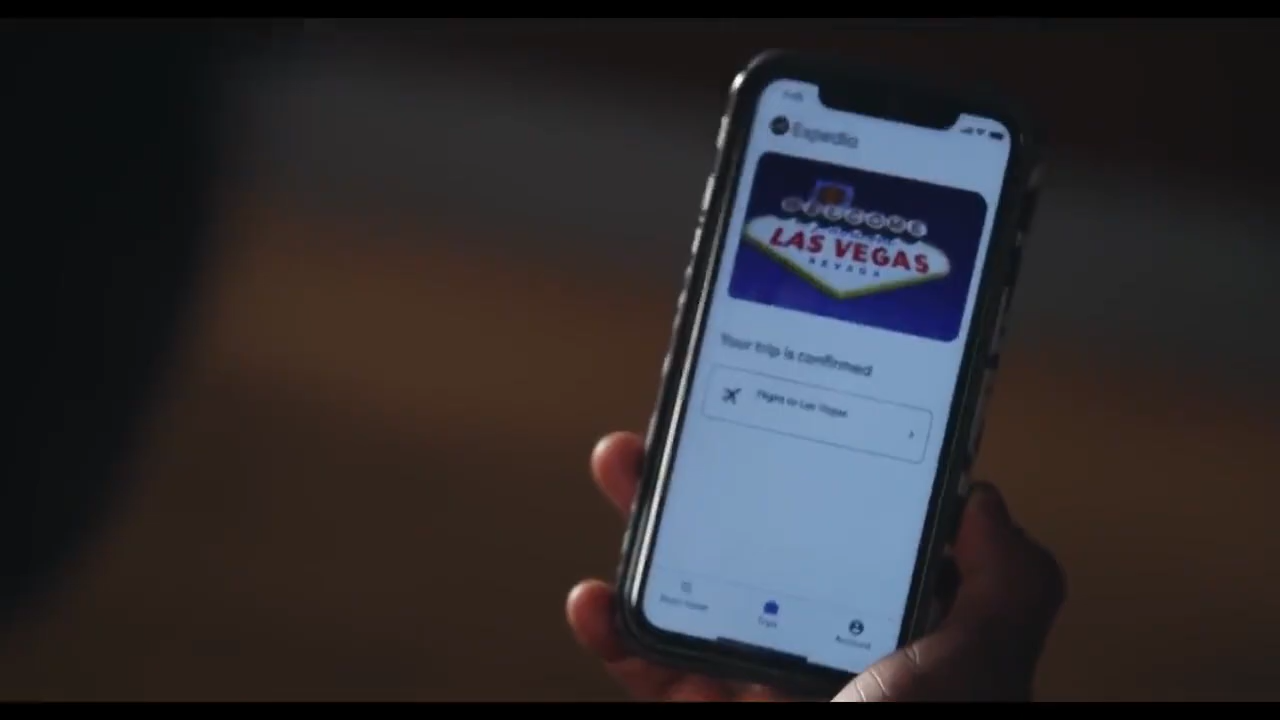 Expedia
WELCOME
LAS VEGAS
NEVADA
Your trip is confirmed
Flight to Las Vegas
Trips
Account